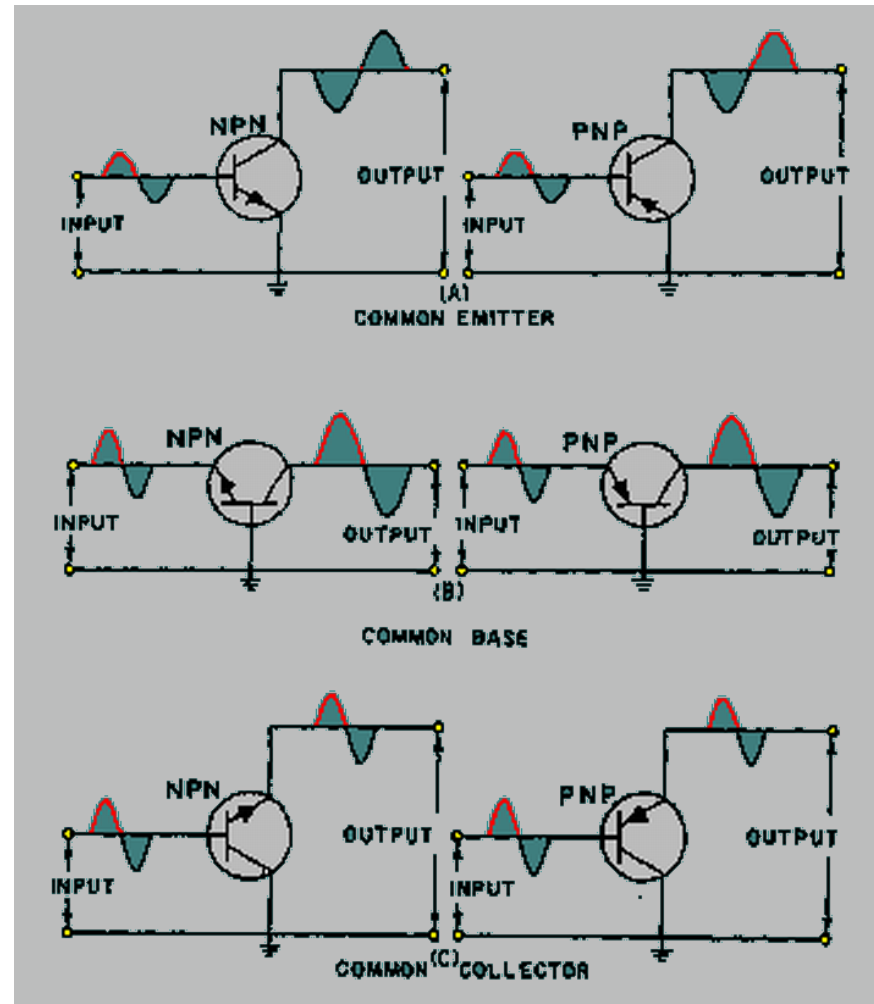 NPN
PNP
OUTPUT
OUTPUT
INPUT
INPUT
(A)
COMMON EMITTER
NPN
PNP
INPUT
OUTPUT
INPUT
OUTPUT
(B)
COMMON BASE
NPN
PNP
OUTPUT
OUTPUT
INPUT
INPUT
(C)
COMMON COLLECTOR